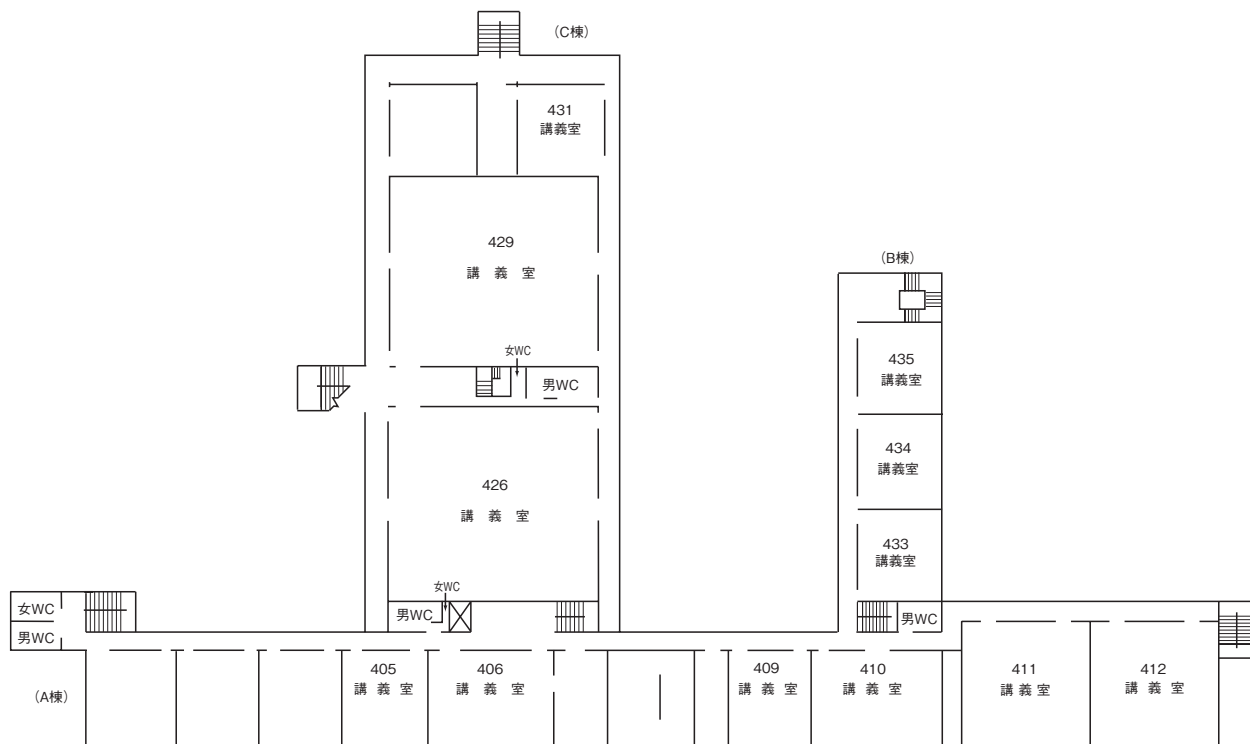 (C棟)
431
講義室
429
講 義 室
(B棟)
女WC
男WC
435
講義室
434
講義室
426
講 義 室
433
講義室
女WC
男WC
女WC
男WC
男WC
(A棟)
405
講 義 室
406
講 義 室
409
講 義 室
410
講 義 室
411
講 義 室
412
講 義 室